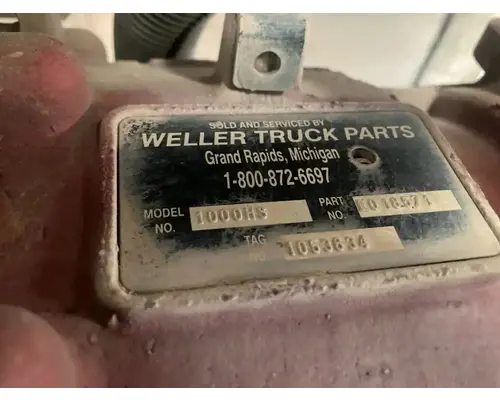 SOLD AND SERVICED BY
WELLER TRUCK PARTS
Grand Rapids, Michigan
1-800-872-6697
MODEL NO. 1000HS PART NO.
TAG 1053634